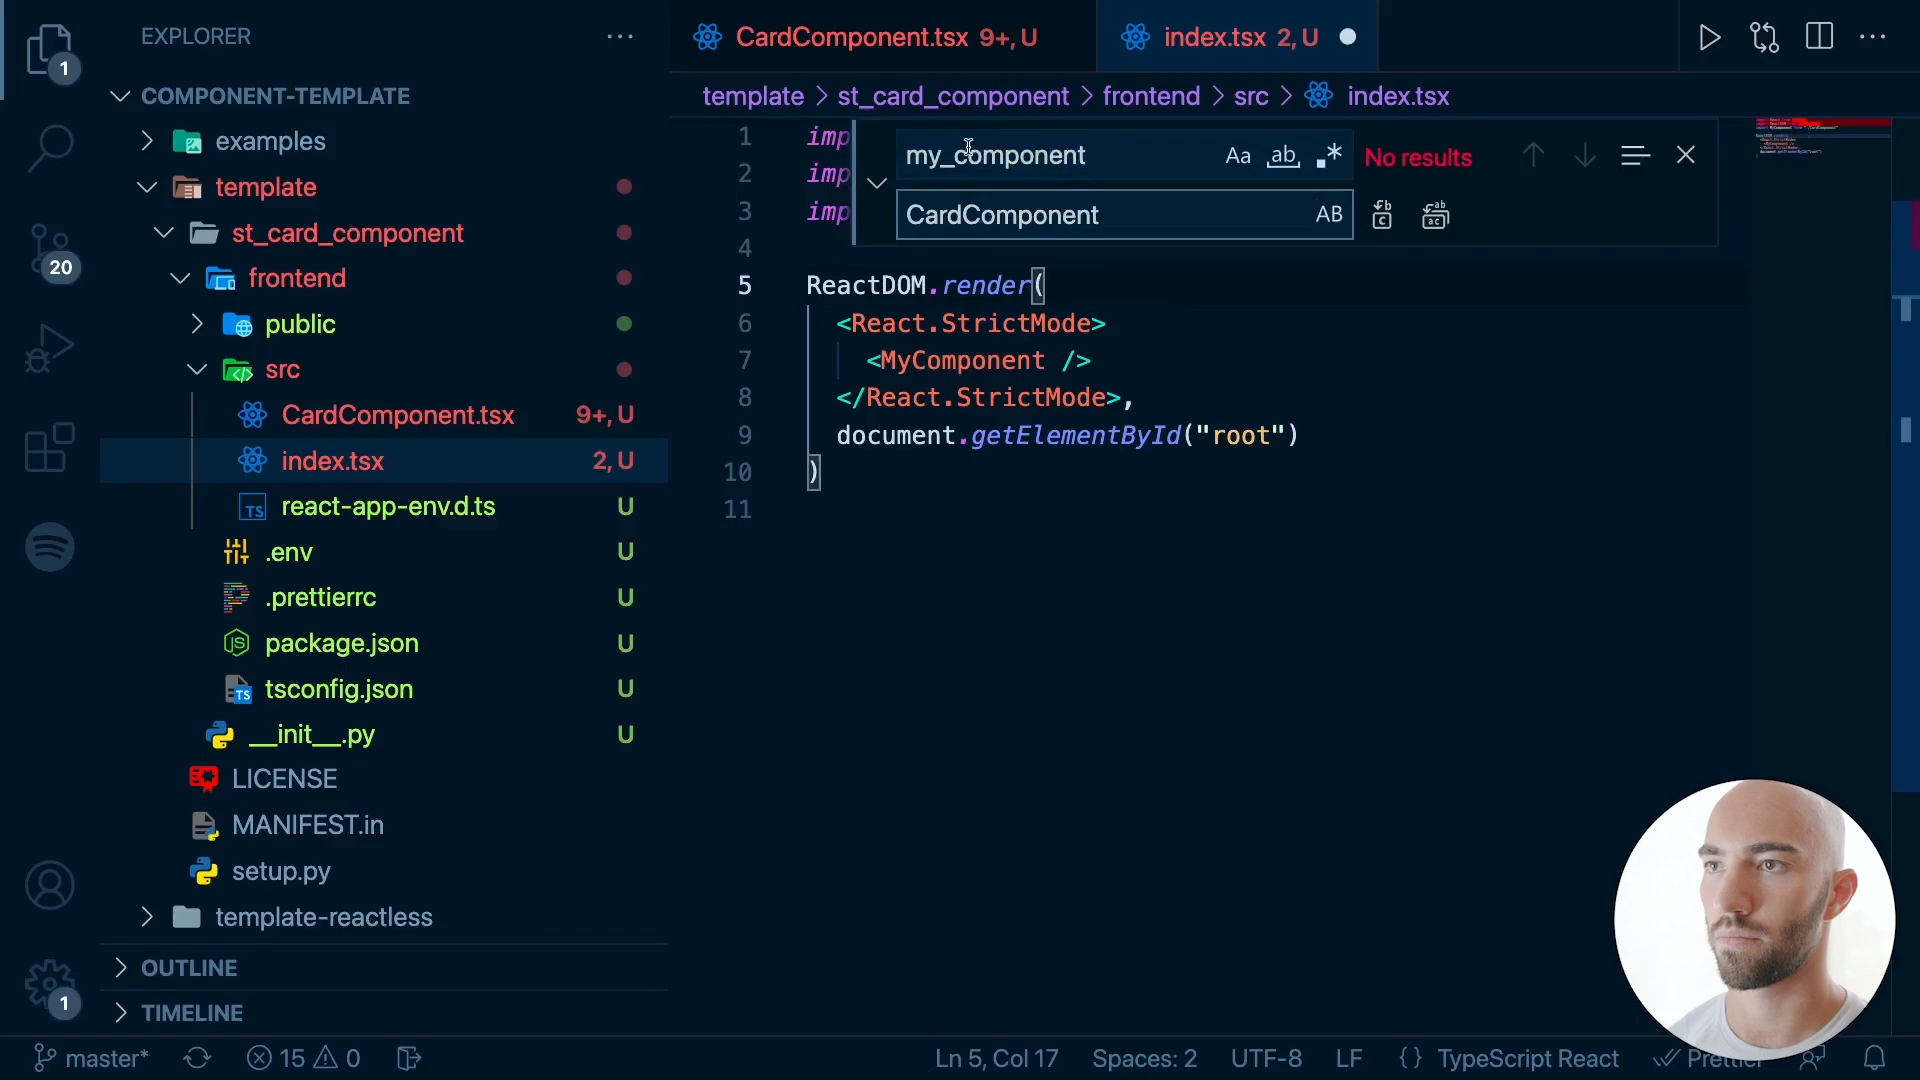 EXPLORER
1
COMPONENT-TEMPLATE
examples
template
st_card_component
20
frontend
public
src
CardComponent.tsx 9+, U
index.tsx 2, U
react-app-env.d.ts U
.env U
.prettierrc U
package.json U
tsconfig.json U
__init__.py U
LICENSE
MANIFEST.in
setup.py
template-reactless
OUTLINE
1
TIMELINE
CardComponent.tsx 9+, U
index.tsx 2, U
template > st_card_component > frontend > src > index.tsx
my_component Aa ab .* No results
CardComponent AB
1 imp
2 imp
3 imp
4
5 ReactDOM.render(
6 <React.StrictMode>
7 <MyComponent />
8 </React.StrictMode>,
9 document.getElementById("root")
10 )
11
master* 15 0 Ln 5, Col 17 Spaces: 2 UTF-8 LF {} TypeScript React Prettier